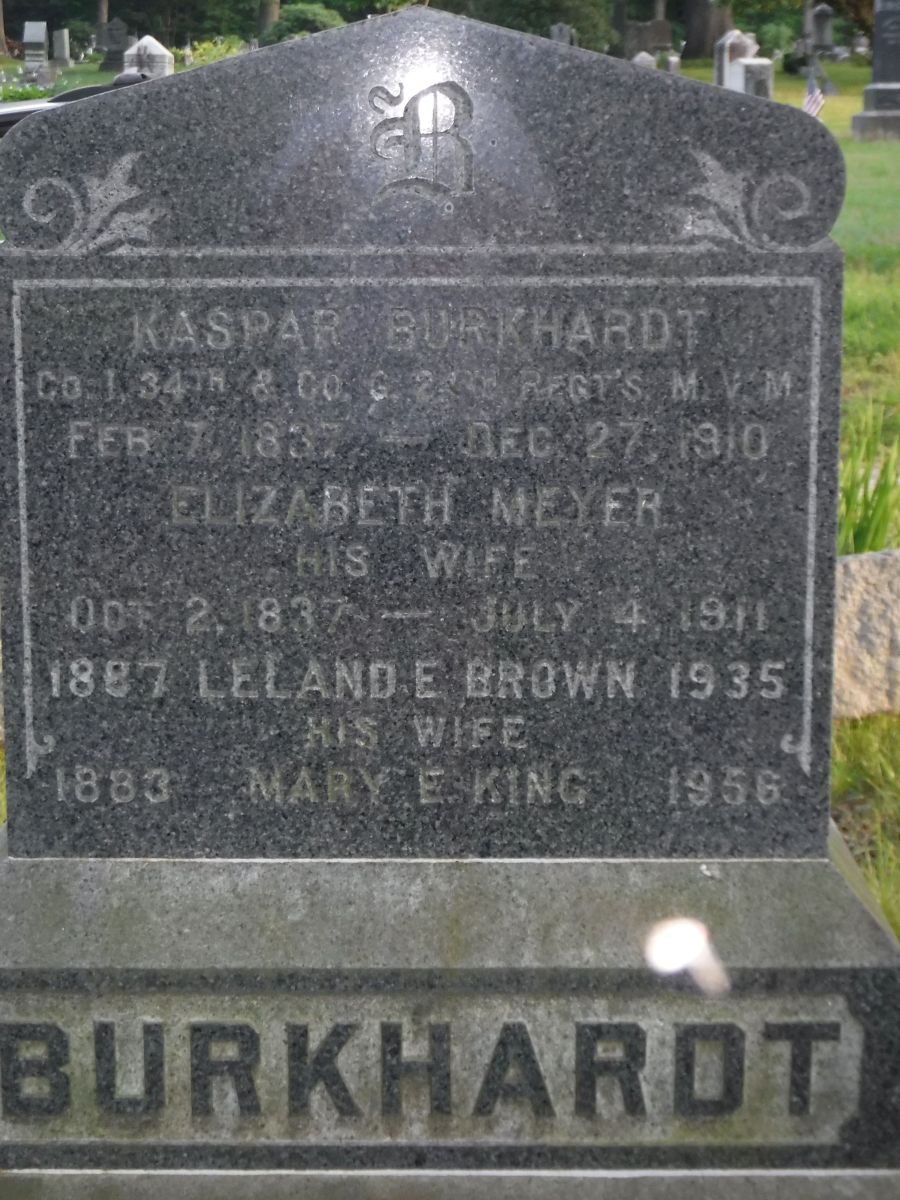 B
KASPAR BURKHARDT
CO. I. 34TH & CO. G. 24TH REGT'S M.V.M.
FEB 7, 1837 — DEC 27, 1910
ELIZABETH MEYER
HIS WIFE
OCT 2, 1837 — JULY 4, 1911
1887 LELAND E BROWN 1935
HIS WIFE
1883 MARY E KING 1956
BURKHARDT